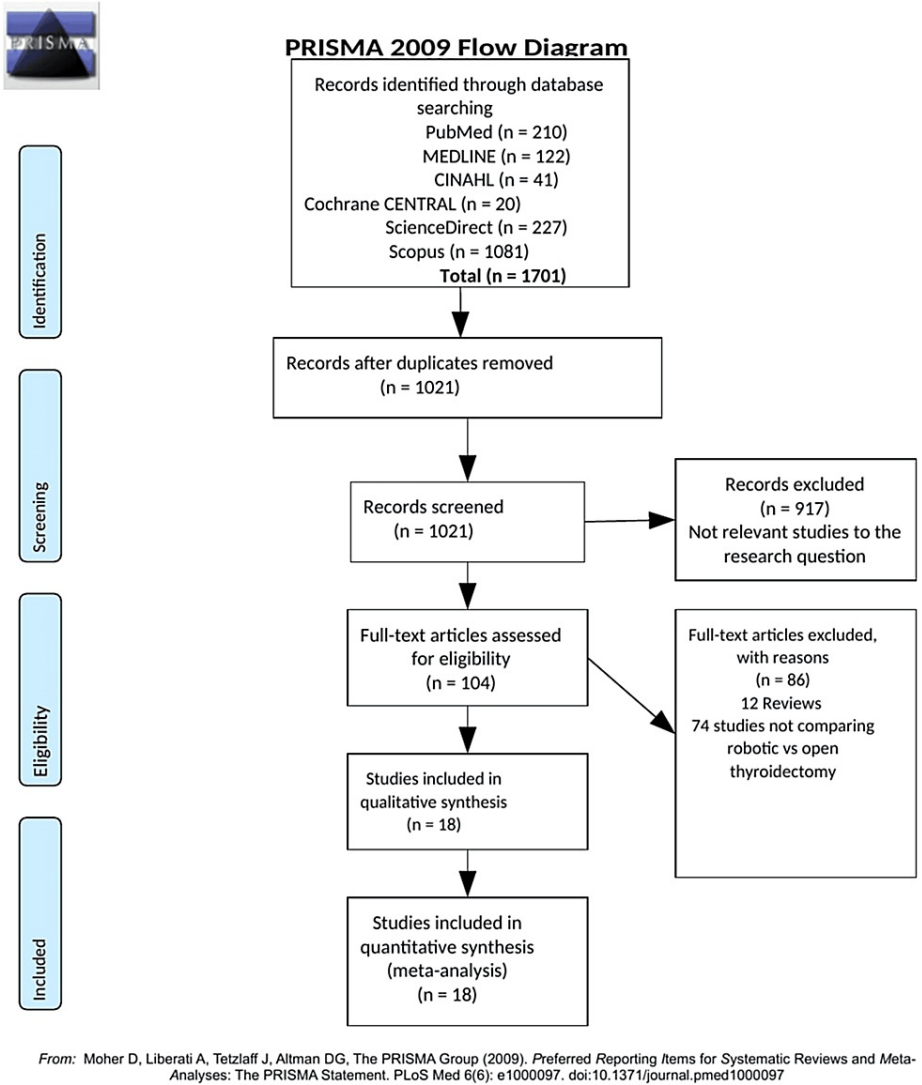 PRISMA
PRISMA 2009 Flow Diagram
Records identified through database
searching
PubMed (n = 210)
MEDLINE (n = 122)
CINAHL (n = 41)
Cochrane CENTRAL (n = 20)
ScienceDirect (n = 227)
Scopus (n = 1081)
Total (n = 1701)
Identification
Records after duplicates removed
(n = 1021)
Screening
Records screened
(n = 1021)
Records excluded
(n = 917)
Not relevant studies to the
research question
Eligibility
Full-text articles assessed
for eligibility
(n = 104)
Full-text articles excluded,
with reasons
(n = 86)
12 Reviews
74 studies not comparing
robotic vs open
thyroidectomy
Studies included in
qualitative synthesis
(n = 18)
Included
Studies included in
quantitative synthesis
(meta-analysis)
(n = 18)
From: Moher D, Liberati A, Tetzlaff J, Altman DG, The PRISMA Group (2009). Preferred Reporting Items for Systematic Reviews and Meta-
Analyses: The PRISMA Statement. PLoS Med 6(6): e1000097. doi:10.1371/journal.pmed1000097